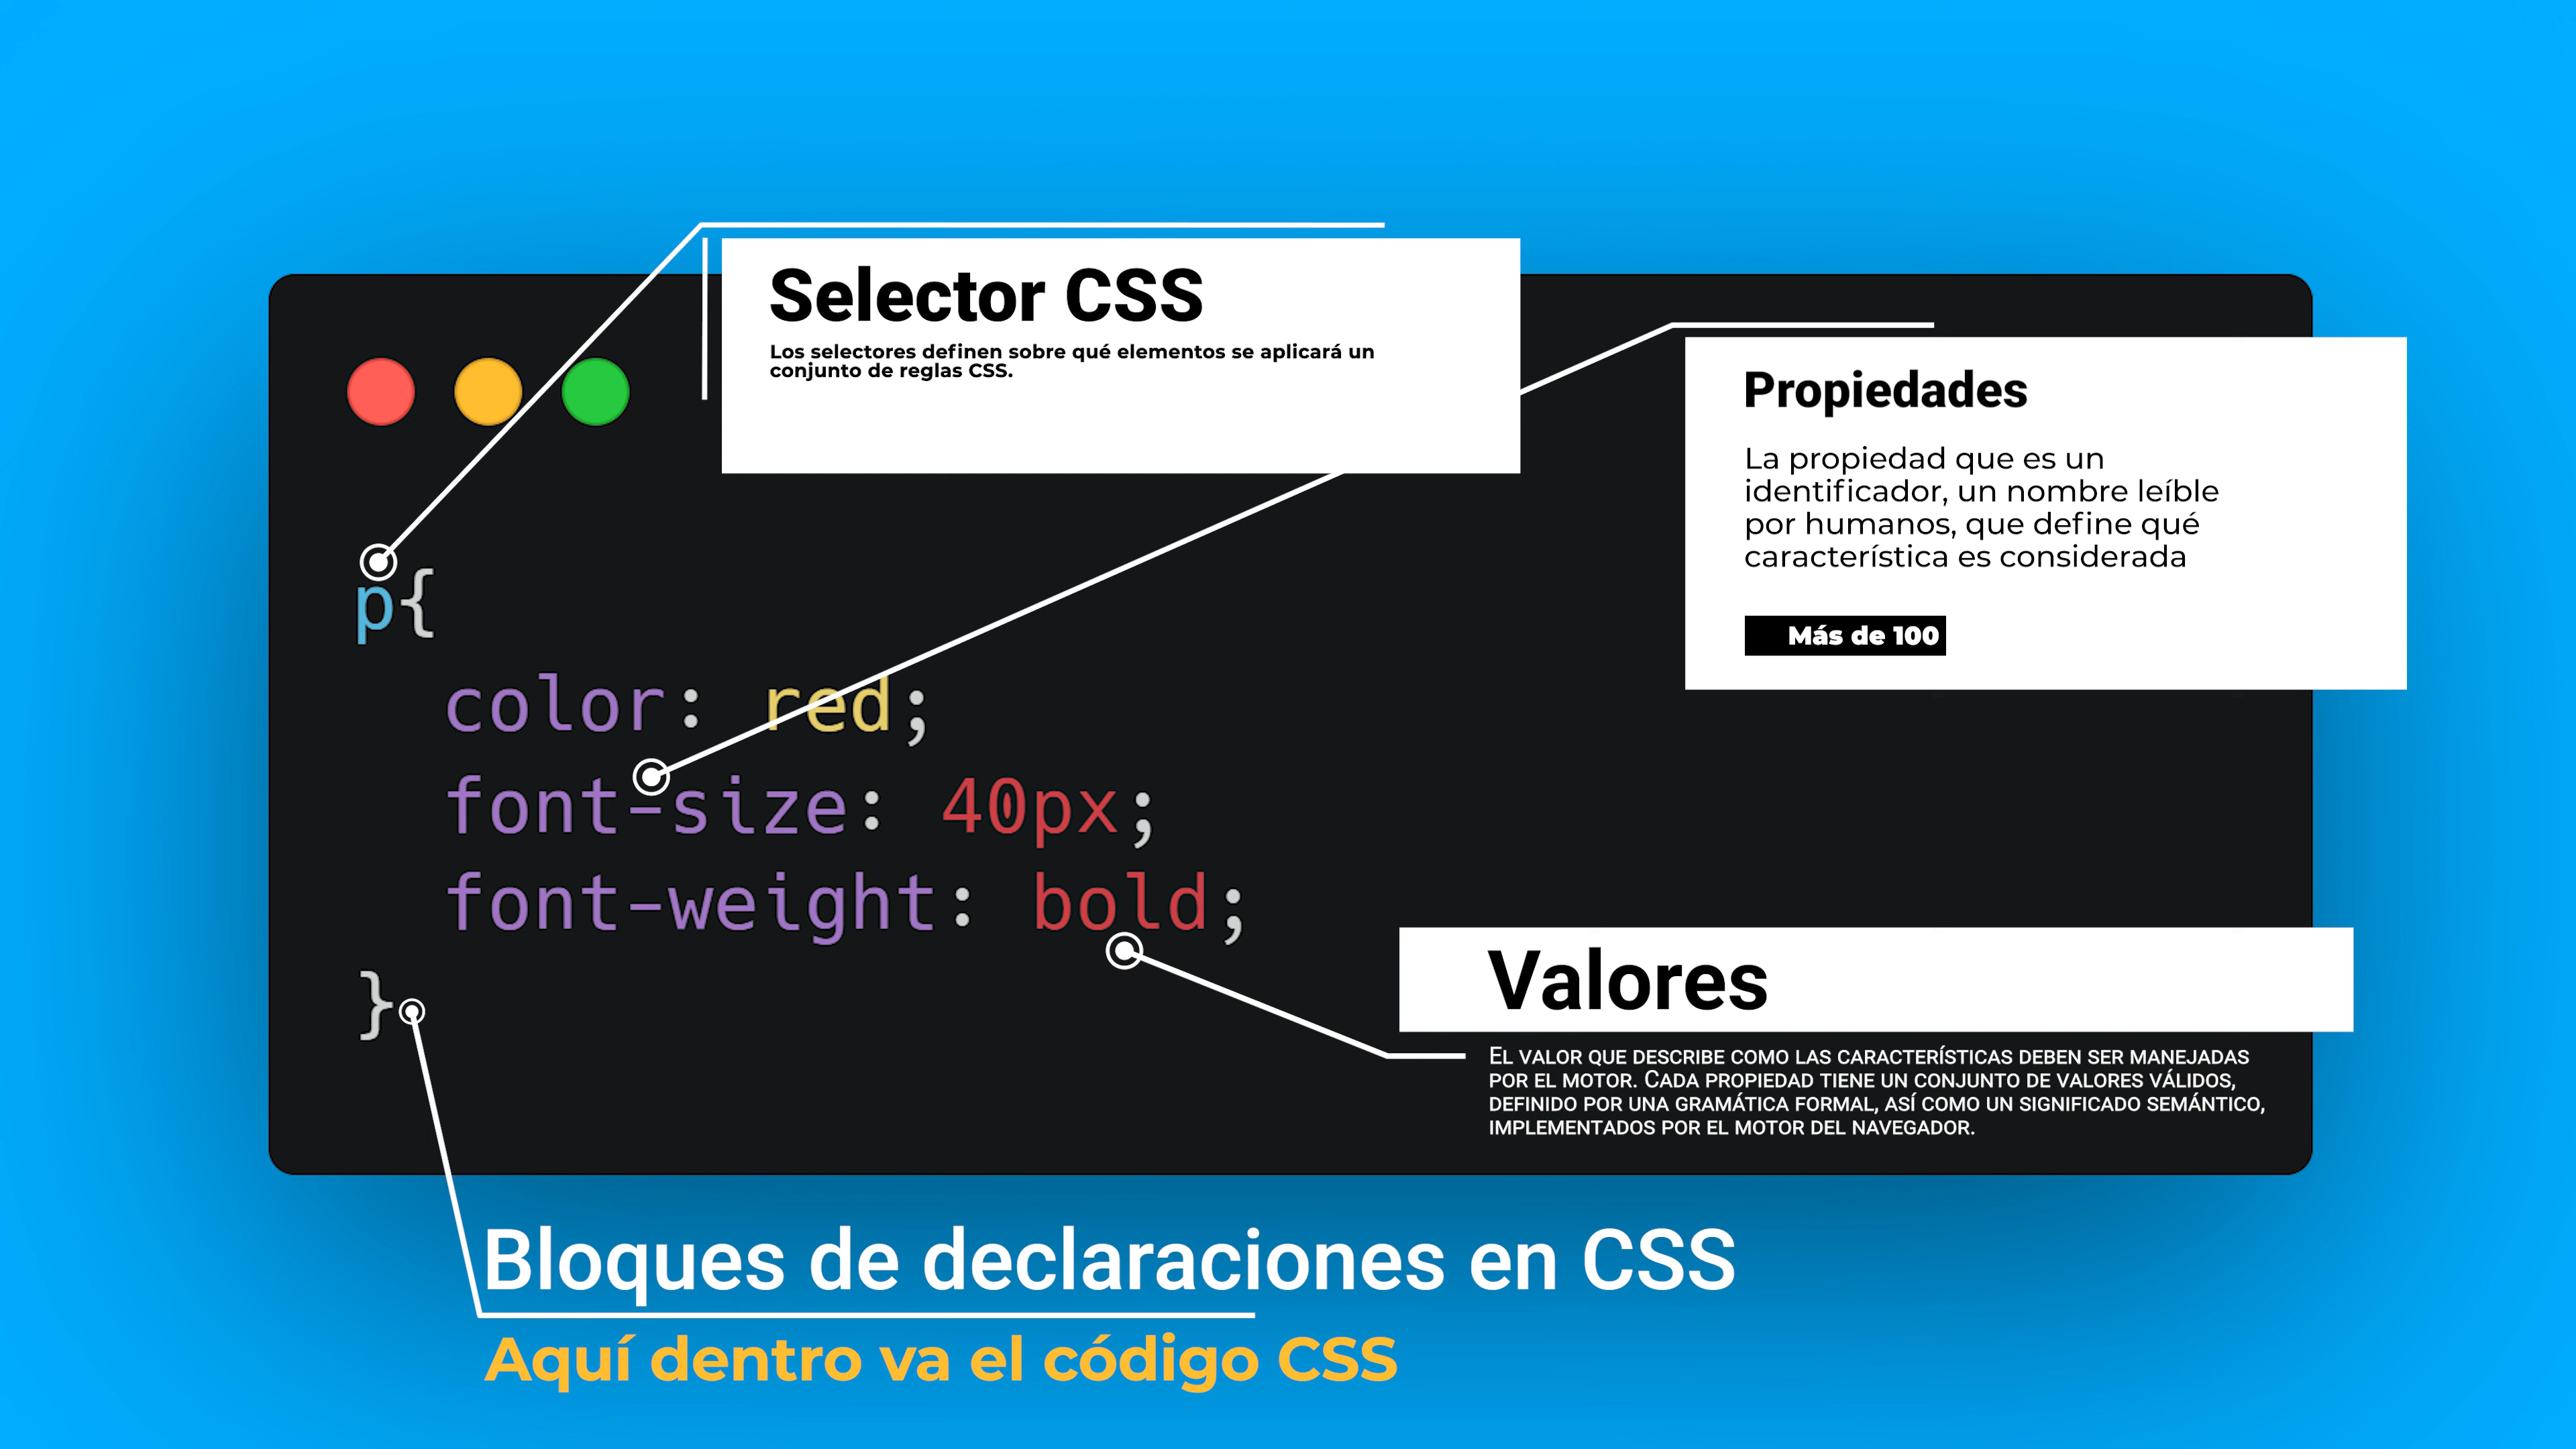 Selector CSS
Los selectores definen sobre qué elementos se aplicará un
conjunto de reglas CSS.
Propiedades
La propiedad que es un
identificador, un nombre leíble
por humanos, que define qué
característica es considerada
Más de 100
p{
color: red;
font-size: 40px;
font-weight: bold;
}
Valores
El valor que describe como las características deben ser manejadas
por el motor. Cada propiedad tiene un conjunto de valores válidos,
definido por una gramática formal, así como un significado semántico,
implementados por el motor del navegador.
Bloques de declaraciones en CSS
Aquí dentro va el código CSS